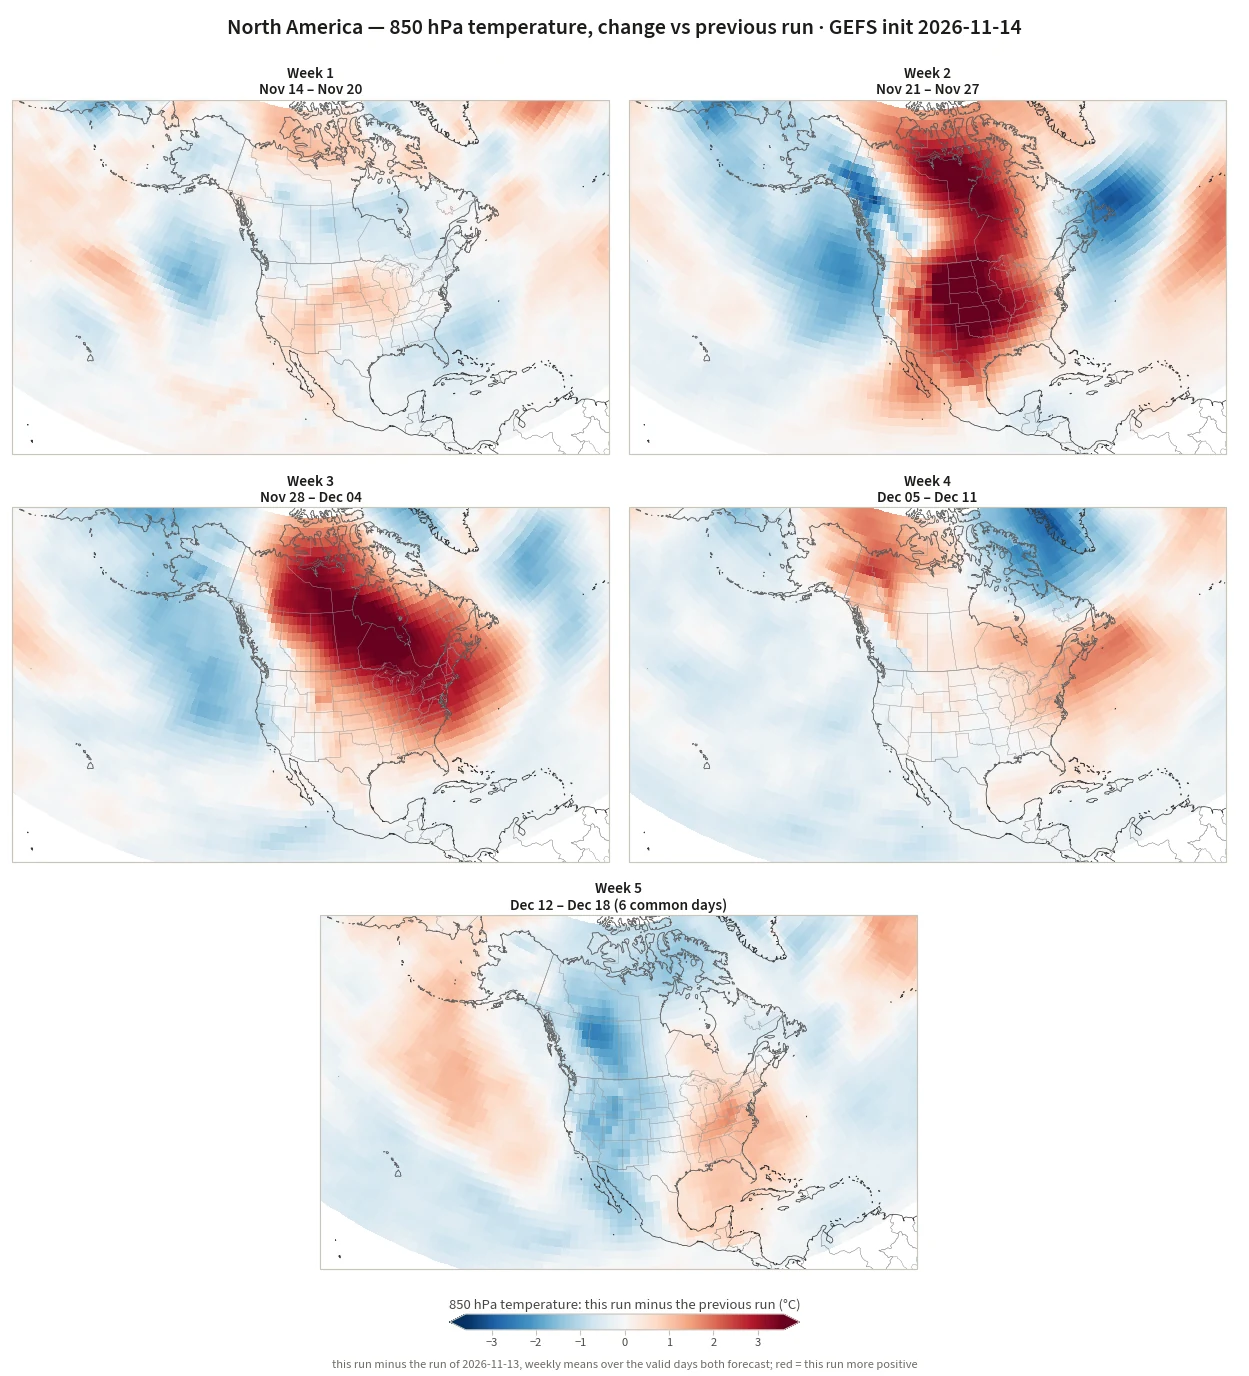 North America — 850 hPa temperature, change vs previous run · GEFS init 2026-11-14
Week 1
Nov 14 – Nov 20
Week 2
Nov 21 – Nov 27
Week 3
Nov 28 – Dec 04
Week 4
Dec 05 – Dec 11
Week 5
Dec 12 – Dec 18 (6 common days)
850 hPa temperature: this run minus the previous run (°C)
−3 −2 −1 0 1 2 3
this run minus the run of 2026-11-13, weekly means over the valid days both forecast; red = this run more positive